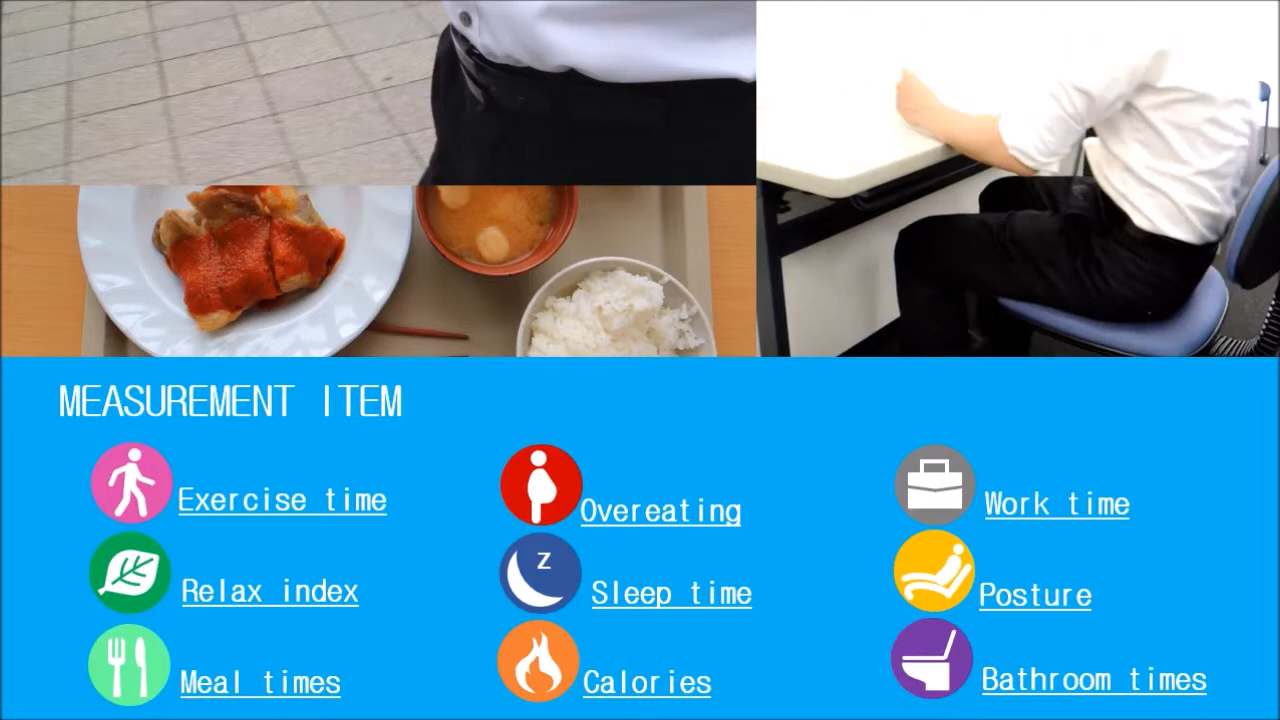 MEASUREMENT ITEM
Exercise time
Overeating
Work time
Relax index
Z
Sleep time
Posture
Meal times
Calories
Bathroom times